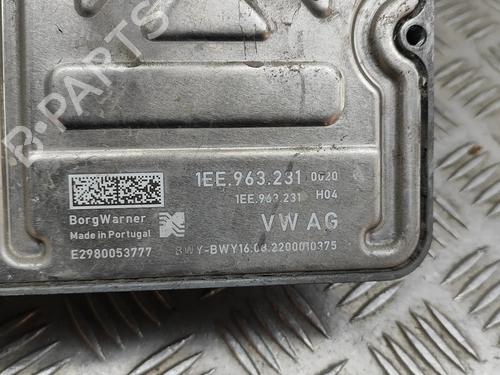 B-PARTS
1EE.963.231 0020
1EE.963.231 H04
BorgWarner
Made in Portugal
VW AG
E2980053777
BWY-BWY16.08.2200010375